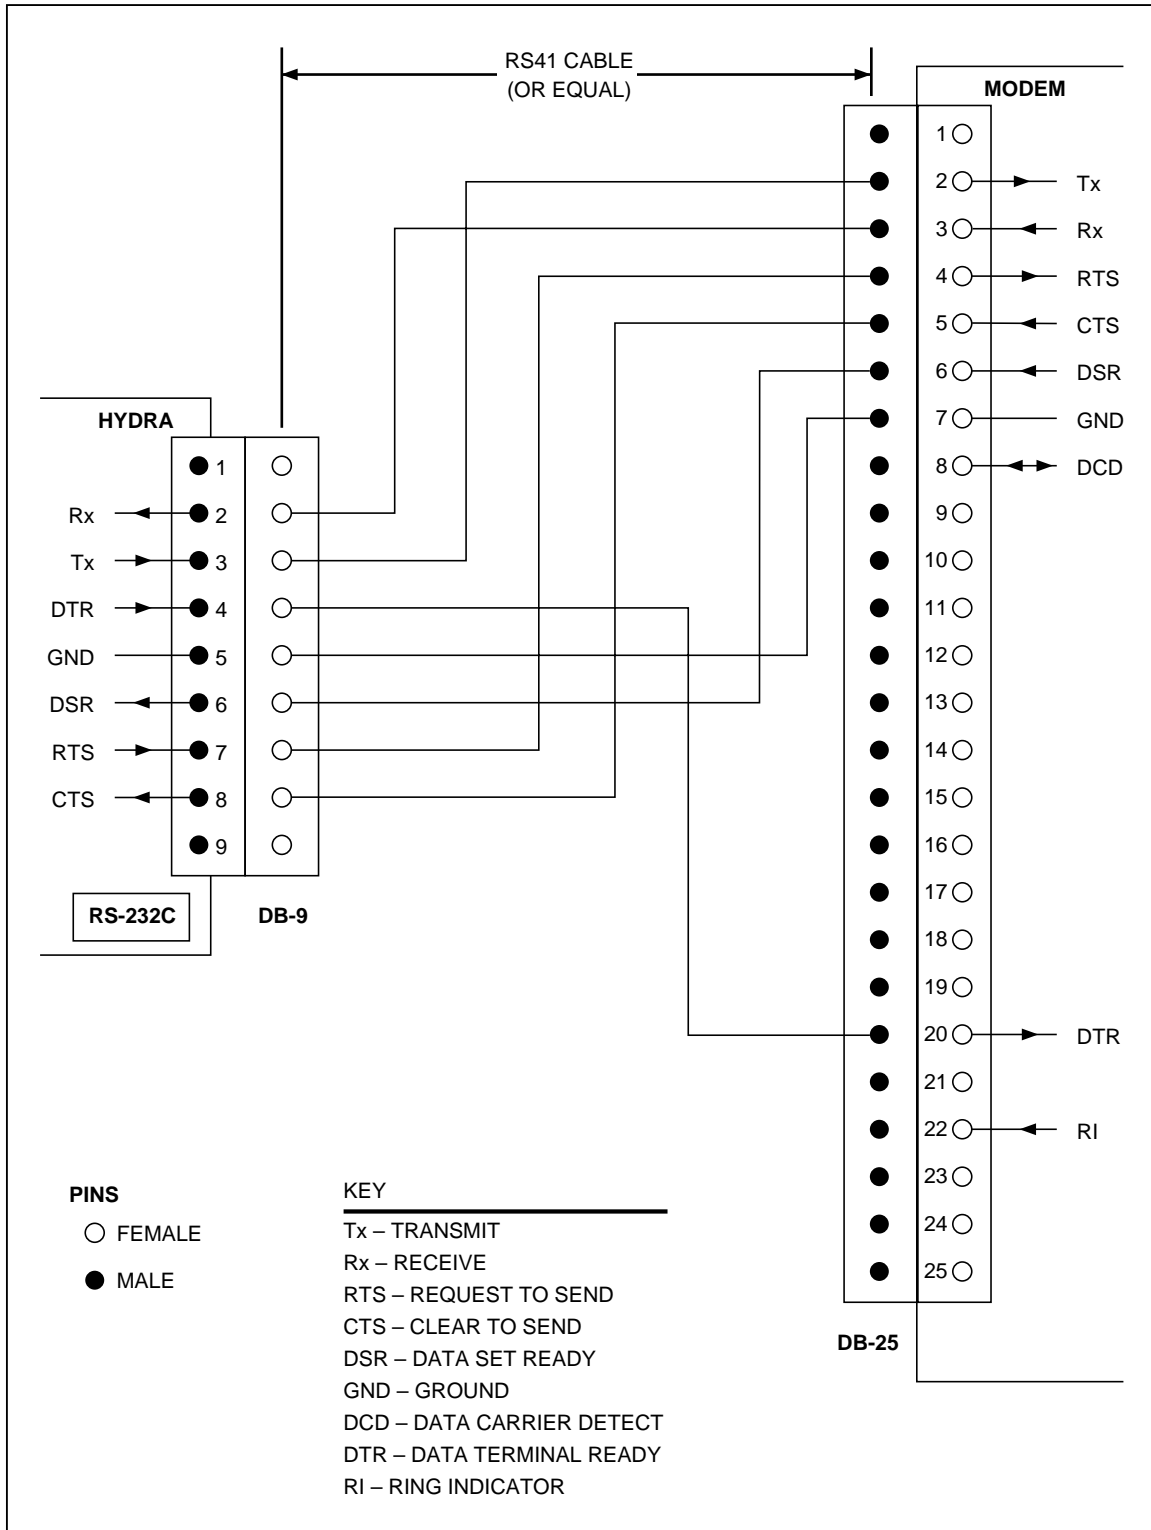 RS41 CABLE
(OR EQUAL)
MODEM
1
2 Tx
3 Rx
4 RTS
5 CTS
6 DSR
7 GND
8 DCD
9
10
11
12
13
14
15
16
17
18
19
20 DTR
21
22 RI
23
24
25
DB-25
HYDRA
1
Rx 2
Tx 3
DTR 4
GND 5
DSR 6
RTS 7
CTS 8
9
RS-232C
DB-9
PINS
FEMALE
MALE
KEY
Tx – TRANSMIT
Rx – RECEIVE
RTS – REQUEST TO SEND
CTS – CLEAR TO SEND
DSR – DATA SET READY
GND – GROUND
DCD – DATA CARRIER DETECT
DTR – DATA TERMINAL READY
RI – RING INDICATOR